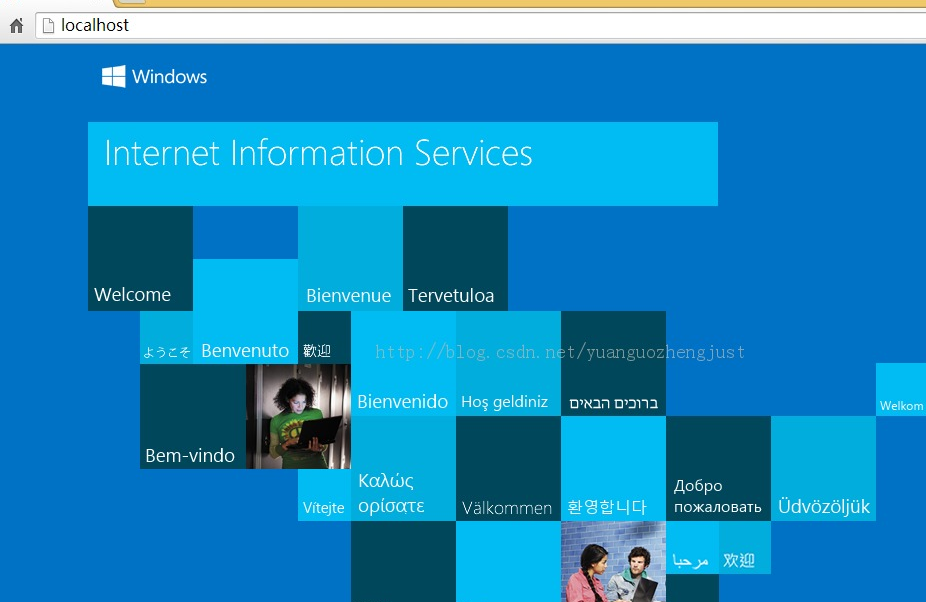 localhost
Windows
Internet Information Services
Welcome
Bienvenue
Tervetuloa
ようこそ
Benvenuto
歡迎
http://blog.csdn.net/yuanguozhengjust
Bienvenido
Hoş geldiniz
ברוכים הבאים
Welkom
Bem-vindo
Vítejte
Καλώς
ορίσατε
Välkommen
환영합니다
Добро
пожаловать
Üdvözöljük
مرحبا
欢迎